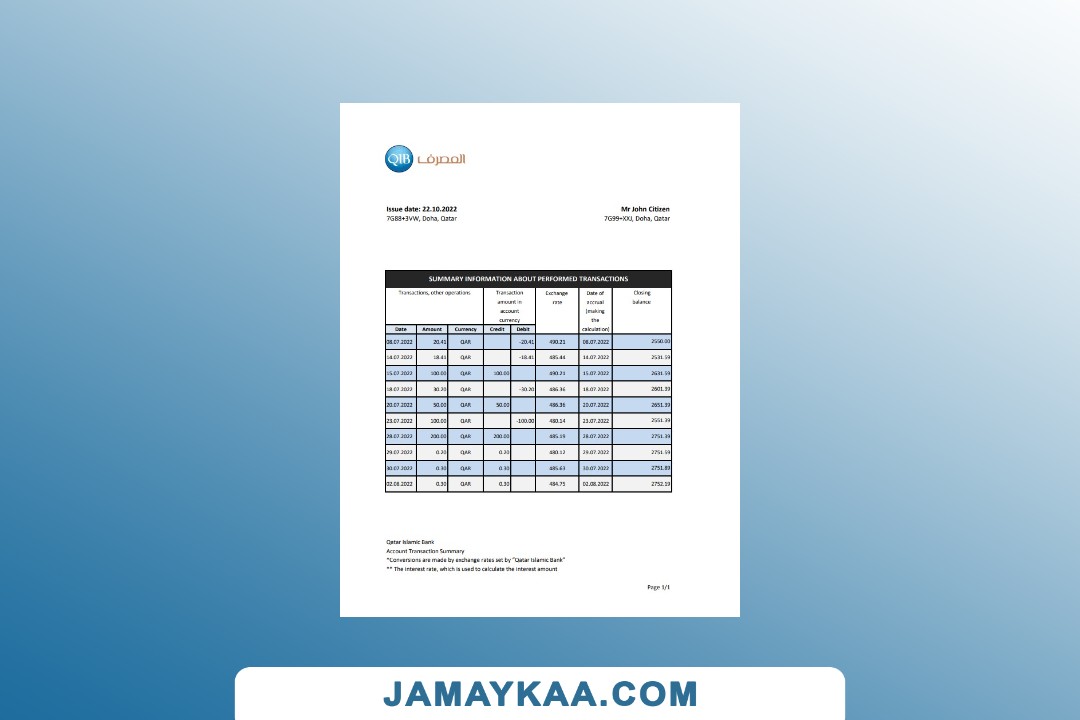 QIB المصرف
Issue date: 22.10.2022 Mr John Citizen
7G88+3VW, Doha, Qatar 7G99+XXJ, Doha, Qatar
SUMMARY INFORMATION ABOUT PERFORMED TRANSACTIONS
Transactions, other operations Transaction amount in account currency Exchange rate Date of accrual (making the calculation) Closing balance
Date Amount Currency Credit Debit
08.07.2022 20.41 QAR -20.41 490.21 08.07.2022 2550.00
14.07.2022 18.41 QAR -18.41 485.44 14.07.2022 2531.59
15.07.2022 100.00 QAR 100.00 490.21 15.07.2022 2631.59
18.07.2022 30.20 QAR -30.20 486.36 18.07.2022 2601.39
20.07.2022 50.00 QAR 50.00 486.36 20.07.2022 2651.39
23.07.2022 100.00 QAR -100.00 480.14 23.07.2022 2551.39
28.07.2022 200.00 QAR 200.00 485.19 28.07.2022 2751.39
29.07.2022 0.20 QAR 0.20 480.12 29.07.2022 2751.59
30.07.2022 0.30 QAR 0.30 485.63 30.07.2022 2751.89
02.08.2022 0.30 QAR 0.30 484.75 02.08.2022 2752.19
Qatar Islamic Bank
Account Transaction Summary
*Conversions are made by exchange rates set by "Qatar Islamic Bank"
** The interest rate, which is used to calculate the interest amount
Page 1/1
JAMAYKAA.COM